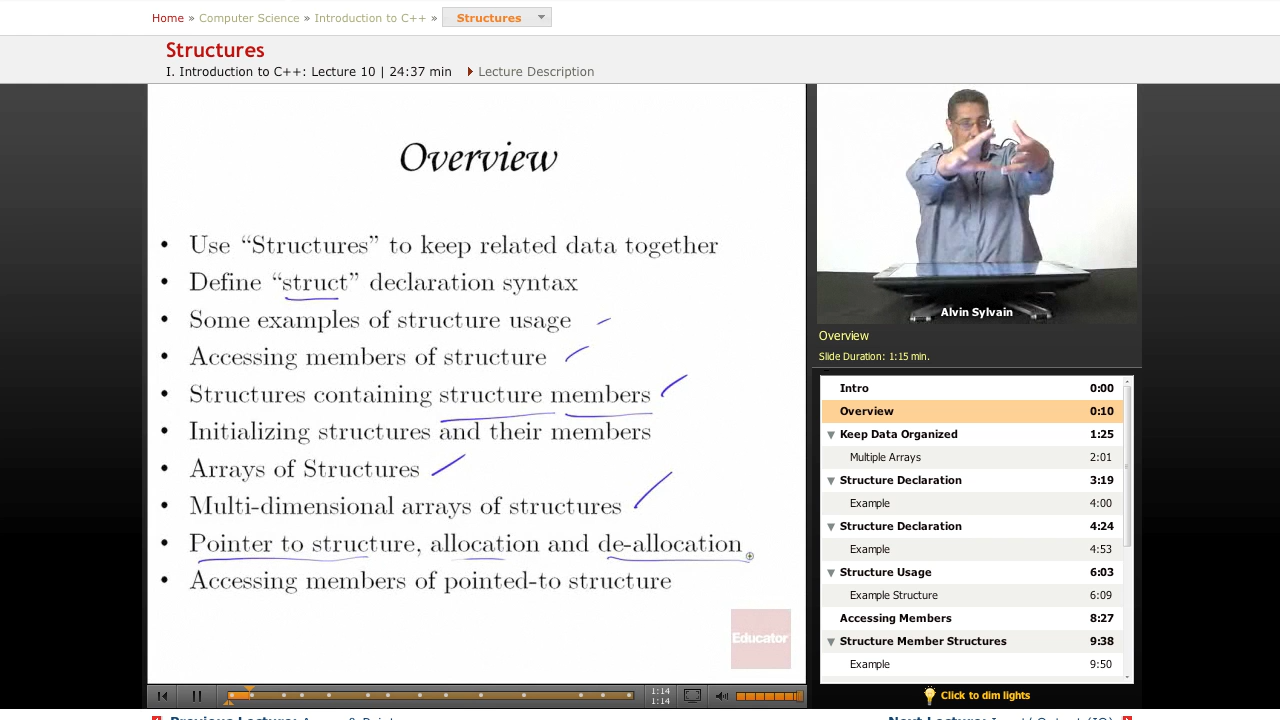 Home » Computer Science » Introduction to C++ » Structures
Structures
I. Introduction to C++: Lecture 10 | 24:37 min Lecture Description
Overview
• Use “Structures” to keep related data together
• Define “struct” declaration syntax
• Some examples of structure usage
• Accessing members of structure
• Structures containing structure members
• Initializing structures and their members
• Arrays of Structures
• Multi-dimensional arrays of structures
• Pointer to structure, allocation and de-allocation
• Accessing members of pointed-to structure
Educator
1:14
1:14
Alvin Sylvain
Overview
Slide Duration: 1:15 min.
Intro 0:00
Overview 0:10
Keep Data Organized 1:25
Multiple Arrays 2:01
Structure Declaration 3:19
Example 4:00
Structure Declaration 4:24
Example 4:53
Structure Usage 6:03
Example Structure 6:09
Accessing Members 8:27
Structure Member Structures 9:38
Example 9:50
Click to dim lights
Previous Lecture:
Next Lecture: